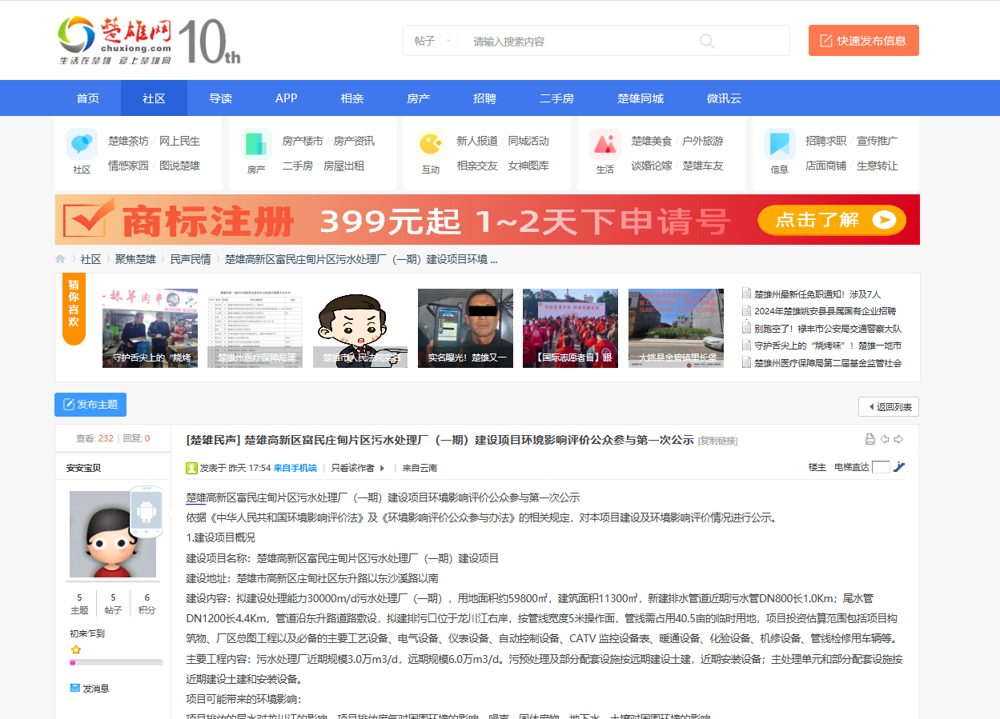 楚雄网
chuxiong.com
生活在楚雄 爱上楚雄网
10th
帖子
请输入搜索内容
快速发布信息
首页 社区 导读 APP 相亲 房产 招聘 二手房 楚雄同城 微讯云
社区
楚雄茶坊 / 网上民生
情感家园 / 图说楚雄
房产
房产楼市 / 房产资讯
二手房 / 房屋出租
互动
新人报道 / 同城活动
相亲交友 / 女神图库
生活
楚雄美食 / 户外旅游
谈婚论嫁 / 楚雄车友
信息
招聘求职 / 宣传推广
店面商铺 / 生意转让
商标注册 399元起 1~2天下申请号 点击了解
社区 聚焦楚雄 民声民情 楚雄高新区富民庄甸片区污水处理厂（一期）建设项目环境 ...
猜你喜欢
守护舌尖上的“烧烤
楚雄州医疗保障局第
楚雄市人民法院实名
实名曝光！楚雄又一
【国际志愿者日】眼
大姚县金碧镇里长堡
楚雄州最新任免职通知！涉及7人
2024年楚雄姚安县县属国有企业招聘
别跑空了！禄丰市公安局交通警察大队
守护舌尖上的“烧烤味”！楚雄一地市
楚雄州医疗保障局第二届基金监管社会
发布主题
返回列表
查看: 232 | 回复: 0
[楚雄民声] 楚雄高新区富民庄甸片区污水处理厂（一期）建设项目环境影响评价公众参与第一次公示 [复制链接]
安安宝贝
发表于 昨天 17:54 来自手机端 | 只看该作者 | 来自云南
楼主 电梯直达
5 5 6
主题 帖子 积分
初来乍到
发消息
楚雄高新区富民庄甸片区污水处理厂（一期）建设项目环境影响评价公众参与第一次公示
依据《中华人民共和国环境影响评价法》及《环境影响评价公众参与办法》的相关规定，对本项目建设及环境影响评价情况进行公示。
1.建设项目概况
建设项目名称：楚雄高新区富民庄甸片区污水处理厂（一期）建设项目
建设地址：楚雄市高新区庄甸社区东升路以东沙溪路以南
建设内容：拟建设处理能力30000m/d污水处理厂（一期），用地面积约59800㎡，建筑面积11300㎡，新建排水管道近期污水管DN800长1.0Km；尾水管
DN1200长4.4Km，管道沿东升路道路敷设，拟建排污口位于龙川江右岸，按管线宽度5米操作面，管线需占用40.5亩的临时用地，项目投资估算范围包括项目构
筑物、厂区总图工程以及必备的主要工艺设备、电气设备、仪表设备、自动控制设备、CATV 监控设备表、暖通设备、化验设备、机修设备、管线检修用车辆等。
主要工程内容：污水处理厂近期规模3.0万m3/d，远期规模6.0万m3/d。污预处理及部分配套设施按远期建设土建，近期安装设备；主处理单元和部分配套设施按
近期建设土建和安装设备。
项目可能带来的环境影响：
项目排放的尾水对龙川江的影响，项目排放废气对周围环境的影响，噪声、固体废物、地下水、土壤对周围环境的影响。